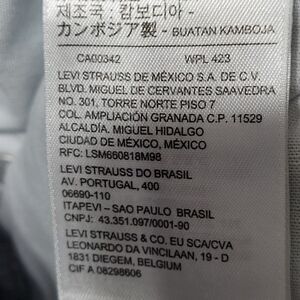 제조국: 캄보디아 -
カンボジア製 - BUATAN KAMBOJA
CA00342 WPL 423
LEVI STRAUSS DE MÉXICO S.A. DE C.V.
BLVD. MIGUEL DE CERVANTES SAAVEDRA
NO. 301, TORRE NORTE PISO 7
COL. AMPLIACIÓN GRANADA C.P. 11529
ALCALDÍA. MIGUEL HIDALGO
CIUDAD DE MÉXICO, MÉXICO
RFC: LSM660818M98
LEVI STRAUSS DO BRASIL
AV. PORTUGAL, 400
06690-110
ITAPEVI – SAO PAULO BRASIL
CNPJ: 43.351.097/0001-90
LEVI STRAUSS & CO. EU SCA/CVA
LEONARDO DA VINCILAAN, 19 - D
1831 DIEGEM, BELGIUM
CIF A 08298606